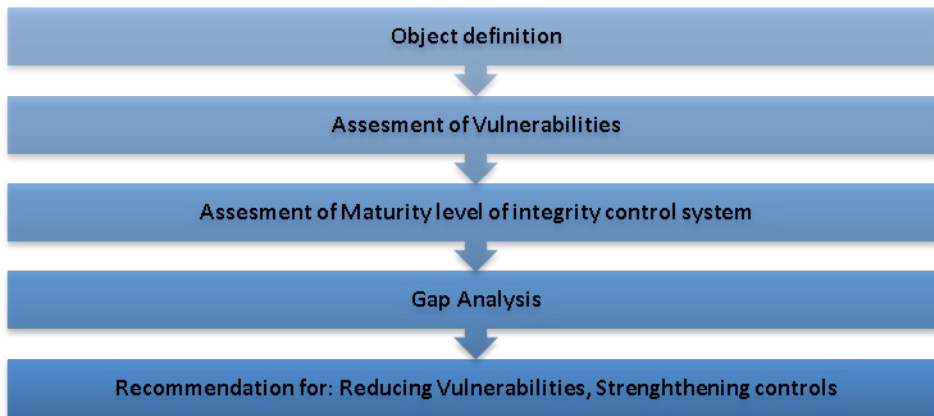 Object definition
Assesment of Vulnerabilities
Assesment of Maturity level of integrity control system
Gap Analysis
Recommendation for: Reducing Vulnerabilities, Strenghthening controls